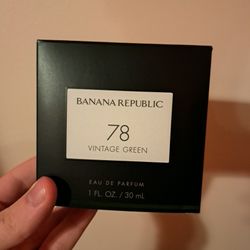 BANANA REPUBLIC
78
VINTAGE GREEN
EAU DE PARFUM
1 FL. OZ. / 30 mL